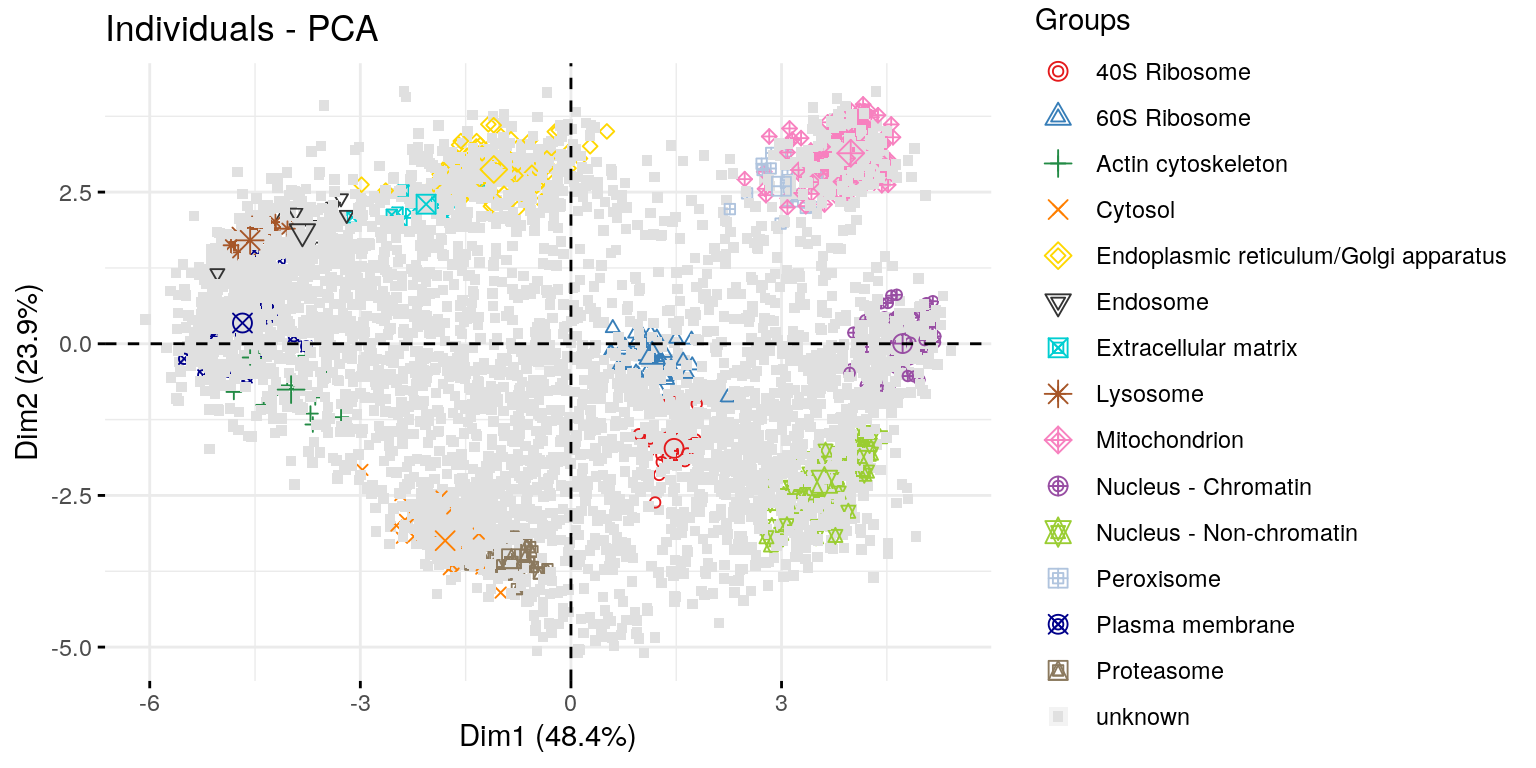 Individuals - PCA
Groups
40S Ribosome
60S Ribosome
Actin cytoskeleton
Cytosol
Endoplasmic reticulum/Golgi apparatus
Endosome
Extracellular matrix
Lysosome
Mitochondrion
Nucleus - Chromatin
Nucleus - Non-chromatin
Peroxisome
Plasma membrane
Proteasome
unknown
Dim2 (23.9%)
2.5
0.0
-2.5
-5.0
-6
-3
0
3
Dim1 (48.4%)